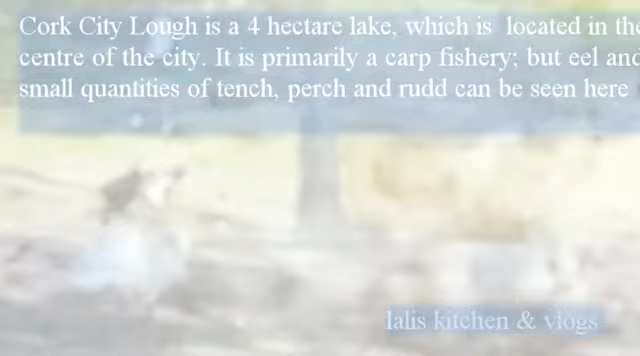 Cork City Lough is a 4 hectare lake, which is located in the
centre of the city. It is primarily a carp fishery; but eel and
small quantities of tench, perch and rudd can be seen here
lalis kitchen & vlogs